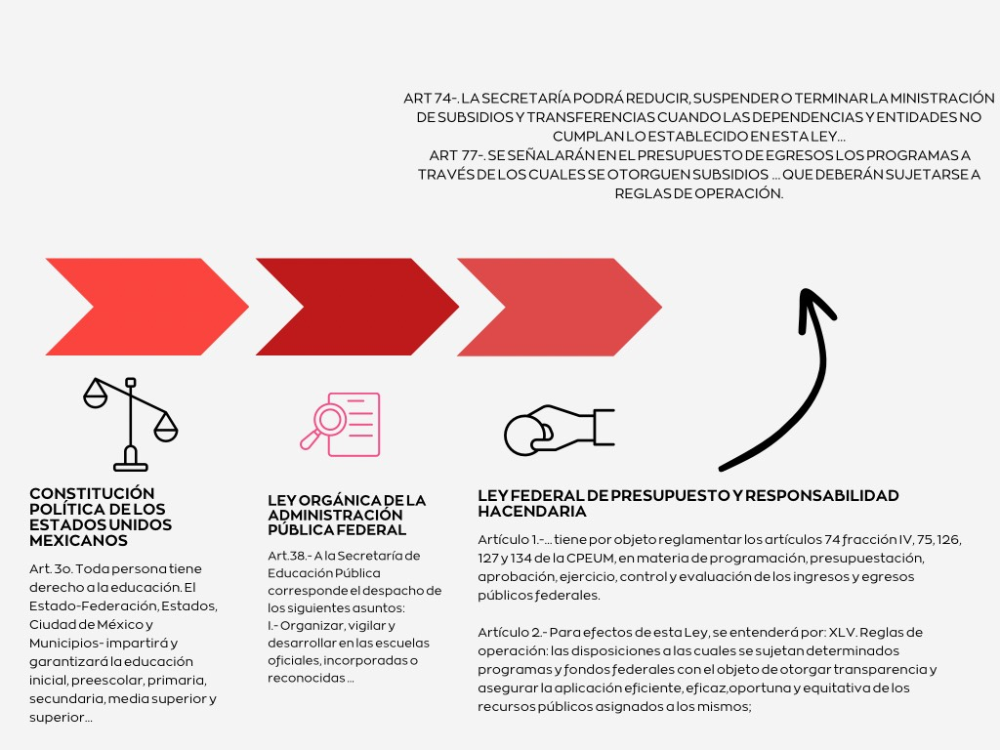 ART 74-. LA SECRETARÍA PODRÁ REDUCIR, SUSPENDER O TERMINAR LA MINISTRACIÓN
DE SUBSIDIOS Y TRANSFERENCIAS CUANDO LAS DEPENDENCIAS Y ENTIDADES NO
CUMPLAN LO ESTABLECIDO EN ESTA LEY...
ART 77-. SE SEÑALARÁN EN EL PRESUPUESTO DE EGRESOS LOS PROGRAMAS A
TRAVÉS DE LOS CUALES SE OTORGUEN SUBSIDIOS ... QUE DEBERÁN SUJETARSE A
REGLAS DE OPERACIÓN.
CONSTITUCIÓN
POLÍTICA DE LOS
ESTADOS UNIDOS
MEXICANOS
Art. 3o. Toda persona tiene
derecho a la educación. El
Estado-Federación, Estados,
Ciudad de México y
Municipios- impartirá y
garantizará la educación
inicial, preescolar, primaria,
secundaria, media superior y
superior...
LEY ORGÁNICA DE LA
ADMINISTRACIÓN
PÚBLICA FEDERAL
Art.38.- A la Secretaría de
Educación Pública
corresponde el despacho de
los siguientes asuntos:
I.- Organizar, vigilar y
desarrollar en las escuelas
oficiales, incorporadas o
reconocidas ...
LEY FEDERAL DE PRESUPUESTO Y RESPONSABILIDAD
HACENDARIA
Artículo 1.-... tiene por objeto reglamentar los artículos 74 fracción IV, 75, 126,
127 y 134 de la CPEUM, en materia de programación, presupuestación,
aprobación, ejercicio, control y evaluación de los ingresos y egresos
públicos federales.
Artículo 2.- Para efectos de esta Ley, se entenderá por: XLV. Reglas de
operación: las disposiciones a las cuales se sujetan determinados
programas y fondos federales con el objeto de otorgar transparencia y
asegurar la aplicación eficiente, eficaz,oportuna y equitativa de los
recursos públicos asignados a los mismos;